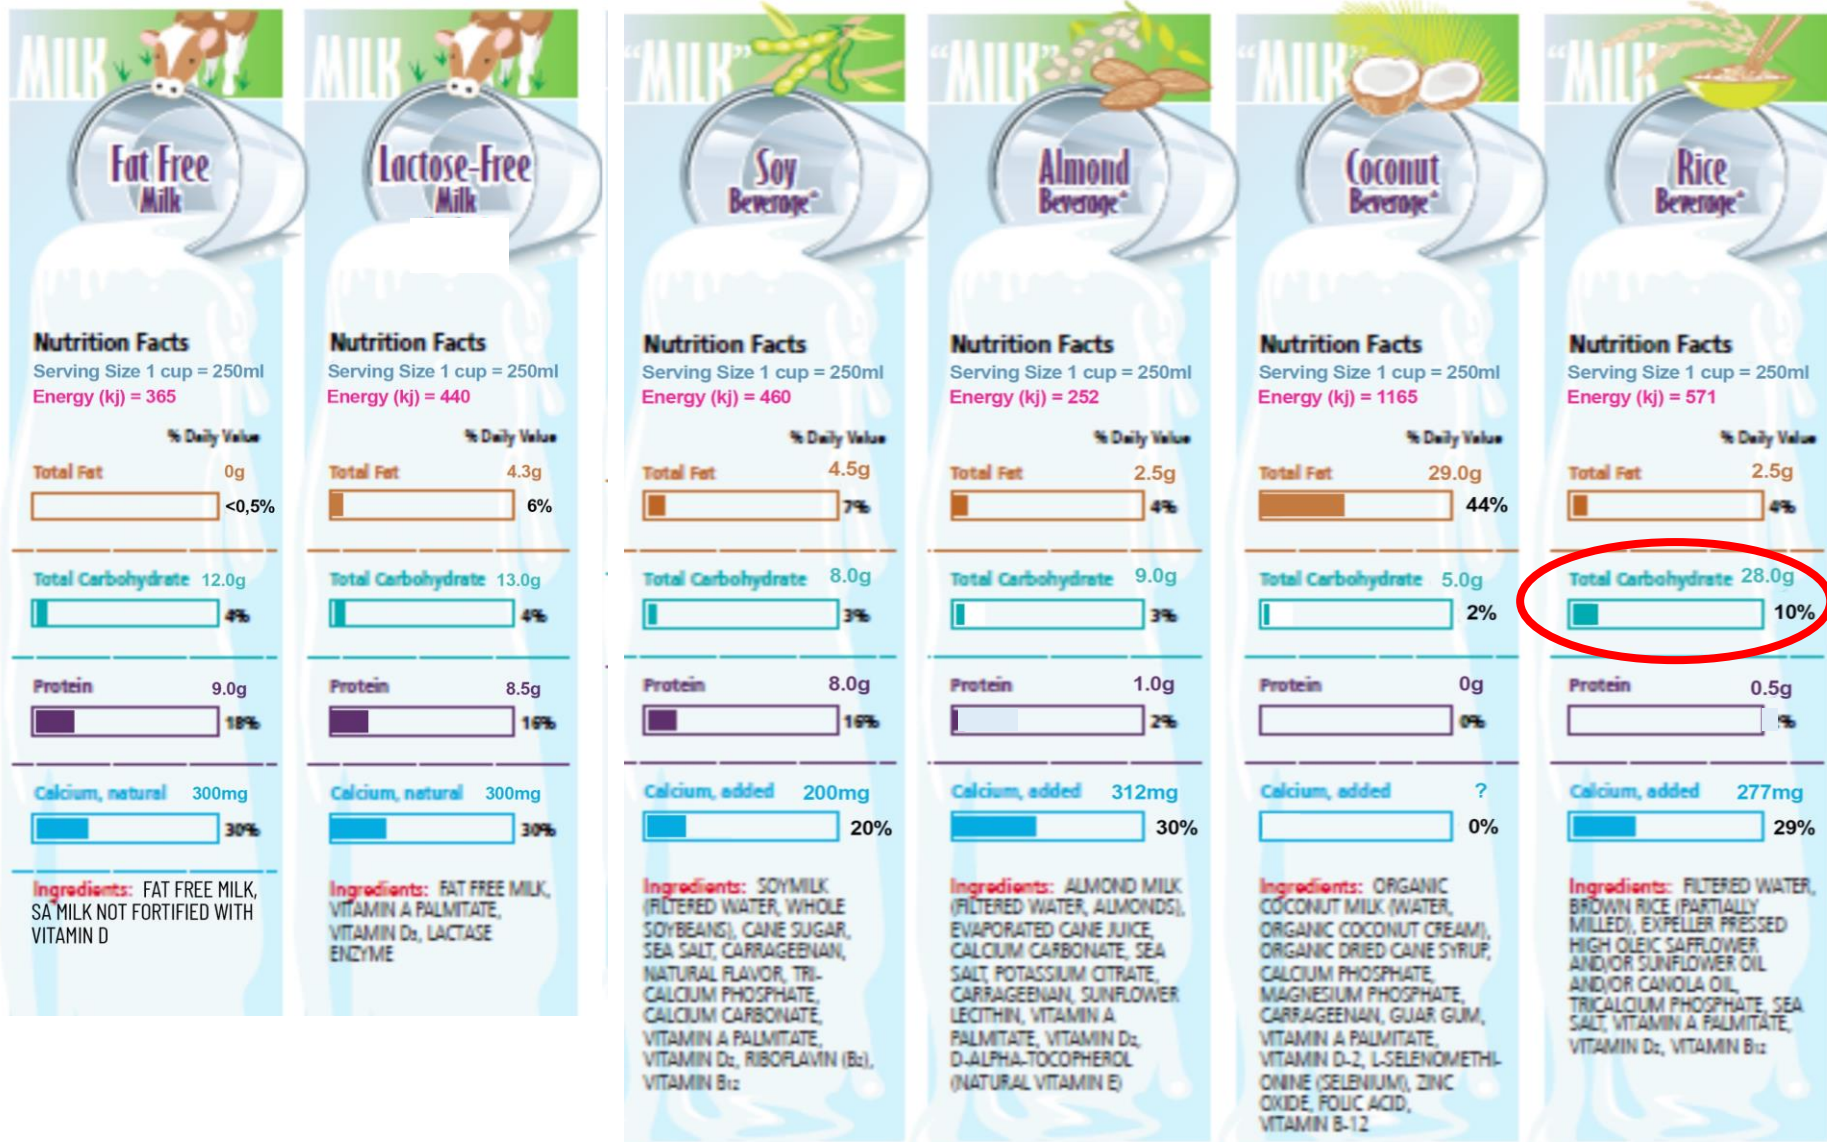 MILK
Fat Free
Milk
Nutrition Facts
Serving Size 1 cup = 250ml
Energy (kj) = 365
% Daily Value
Total Fat 0g
<0,5%
Total Carbohydrate 12.0g
4%
Protein 9.0g
18%
Calcium, natural 300mg
30%
Ingredients: FAT FREE MILK,
SA MILK NOT FORTIFIED WITH
VITAMIN D
MILK
Lactose-Free
Milk
Nutrition Facts
Serving Size 1 cup = 250ml
Energy (kj) = 440
% Daily Value
Total Fat 4.3g
6%
Total Carbohydrate 13.0g
4%
Protein 8.5g
16%
Calcium, natural 300mg
30%
Ingredients: FAT FREE MILK,
VITAMIN A PALMITATE,
VITAMIN D₂, LACTASE
ENZYME
“MILK”
Soy
Beverage*
Nutrition Facts
Serving Size 1 cup = 250ml
Energy (kj) = 460
% Daily Value
Total Fat 4.5g
7%
Total Carbohydrate 8.0g
3%
Protein 8.0g
16%
Calcium, added 200mg
20%
Ingredients: SOYMILK
(FILTERED WATER, WHOLE
SOYBEANS), CANE SUGAR,
SEA SALT, CARRAGEENAN,
NATURAL FLAVOR, TRI-
CALCIUM PHOSPHATE,
CALCIUM CARBONATE,
VITAMIN A PALMITATE,
VITAMIN D₂, RIBOFLAVIN (B₂),
VITAMIN B₁₂
“MILK”
Almond
Beverage*
Nutrition Facts
Serving Size 1 cup = 250ml
Energy (kj) = 252
% Daily Value
Total Fat 2.5g
4%
Total Carbohydrate 9.0g
3%
Protein 1.0g
2%
Calcium, added 312mg
30%
Ingredients: ALMOND MILK
(FILTERED WATER, ALMONDS),
EVAPORATED CANE JUICE,
CALCIUM CARBONATE, SEA
SALT, POTASSIUM CITRATE,
CARRAGEENAN, SUNFLOWER
LECITHIN, VITAMIN A
PALMITATE, VITAMIN D₂,
D-ALPHA-TOCOPHEROL
(NATURAL VITAMIN E)
“MILK”
Coconut
Beverage*
Nutrition Facts
Serving Size 1 cup = 250ml
Energy (kj) = 1165
% Daily Value
Total Fat 29.0g
44%
Total Carbohydrate 5.0g
2%
Protein 0g
0%
Calcium, added ?
0%
Ingredients: ORGANIC
COCONUT MILK (WATER,
ORGANIC COCONUT CREAM),
ORGANIC DRIED CANE SYRUP,
CALCIUM PHOSPHATE,
MAGNESIUM PHOSPHATE,
CARRAGEENAN, GUAR GUM,
VITAMIN A PALMITATE,
VITAMIN D-2, L-SELENOMETHI-
ONINE (SELENIUM), ZINC
OXIDE, FOLIC ACID,
VITAMIN B-12
“MILK”
Rice
Beverage*
Nutrition Facts
Serving Size 1 cup = 250ml
Energy (kj) = 571
% Daily Value
Total Fat 2.5g
4%
Total Carbohydrate 28.0g
10%
Protein 0.5g
%
Calcium, added 277mg
29%
Ingredients: FILTERED WATER,
BROWN RICE (PARTIALLY
MILLED), EXPELLER PRESSED
HIGH OLEIC SAFFLOWER
AND/OR SUNFLOWER OIL
AND/OR CANOLA OIL,
TRICALCIUM PHOSPHATE, SEA
SALT, VITAMIN A PALMITATE,
VITAMIN D₂, VITAMIN B₁₂